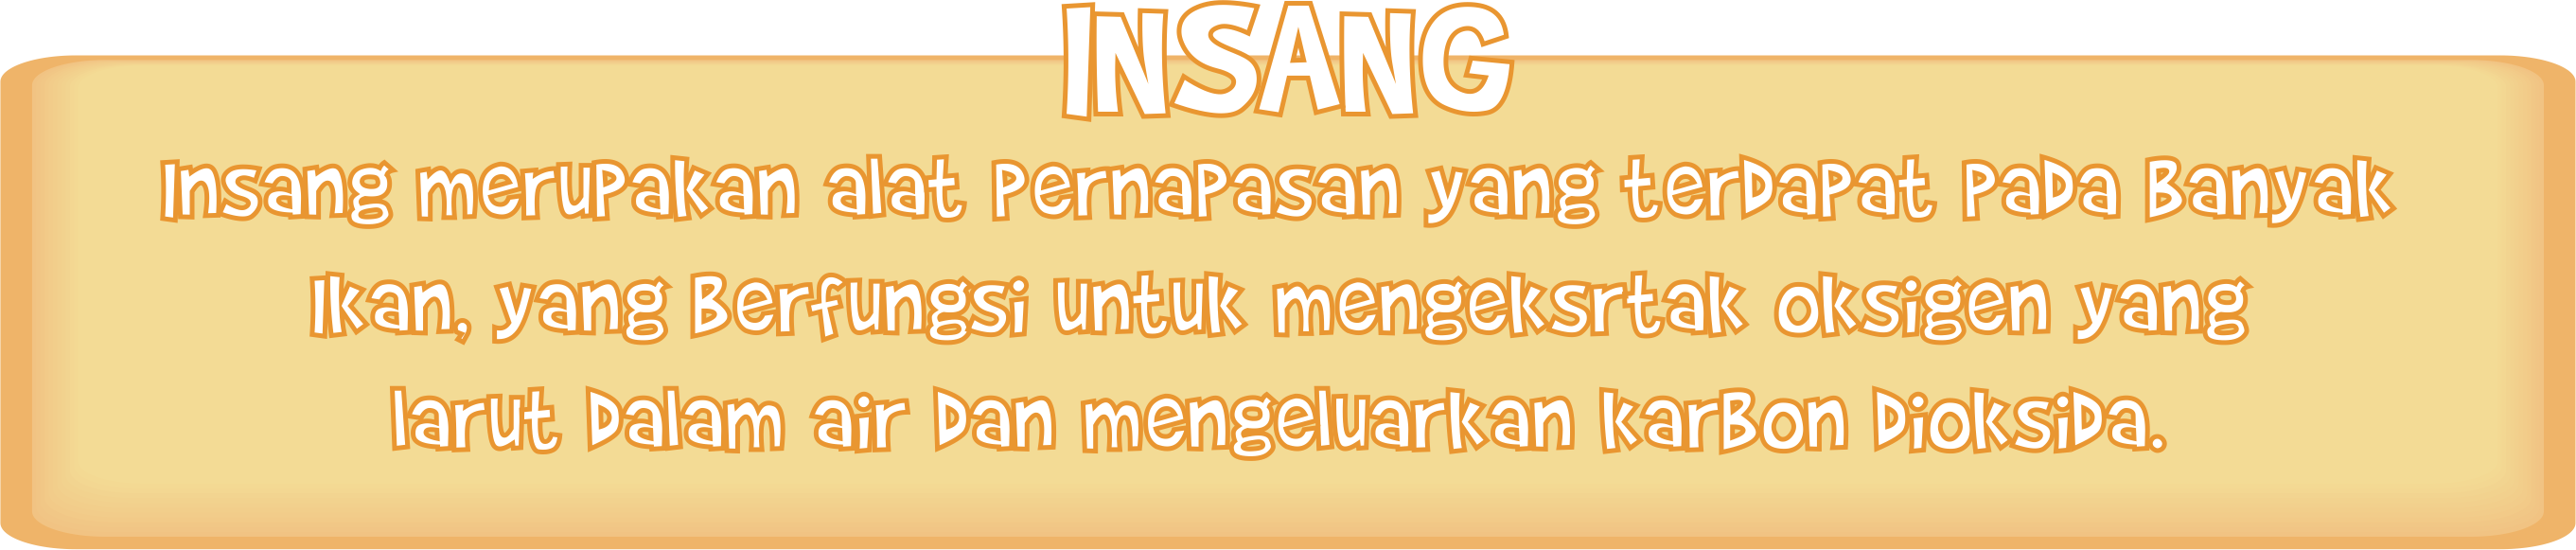 INSANG
Insang merupakan alat pernapasan yang terdapat pada banyak
Ikan, yang berfungsi untuk mengeksrtak oksigen yang
larut dalam air dan mengeluarkan karbon dioksida.